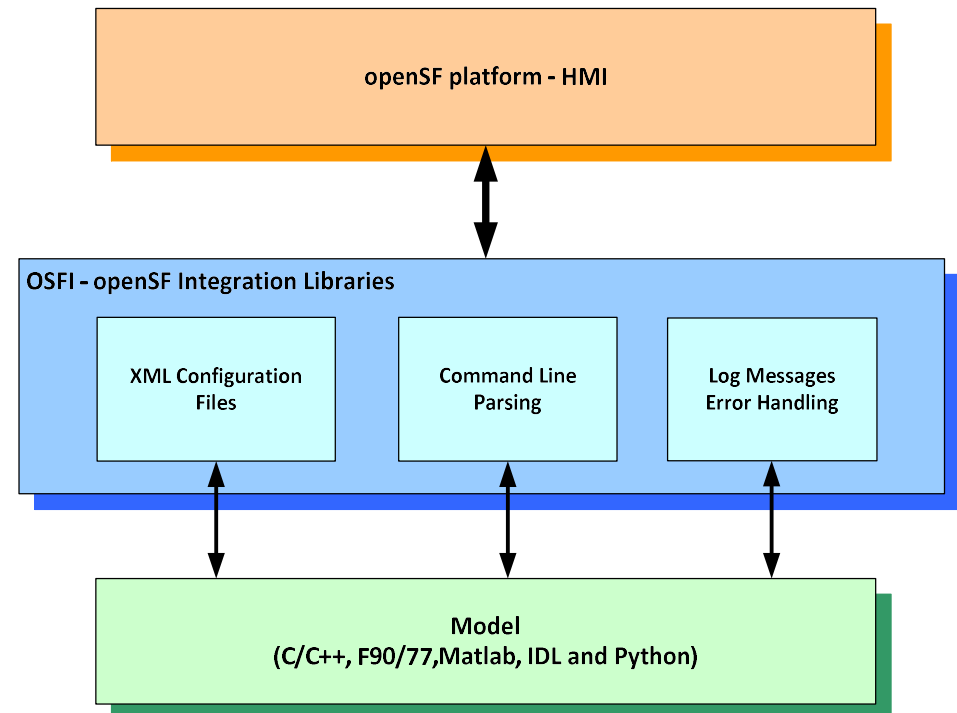 openSF platform - HMI
OSFI - openSF Integration Libraries
XML Configuration
Files
Command Line
Parsing
Log Messages
Error Handling
Model
(C/C++, F90/77,Matlab, IDL and Python)